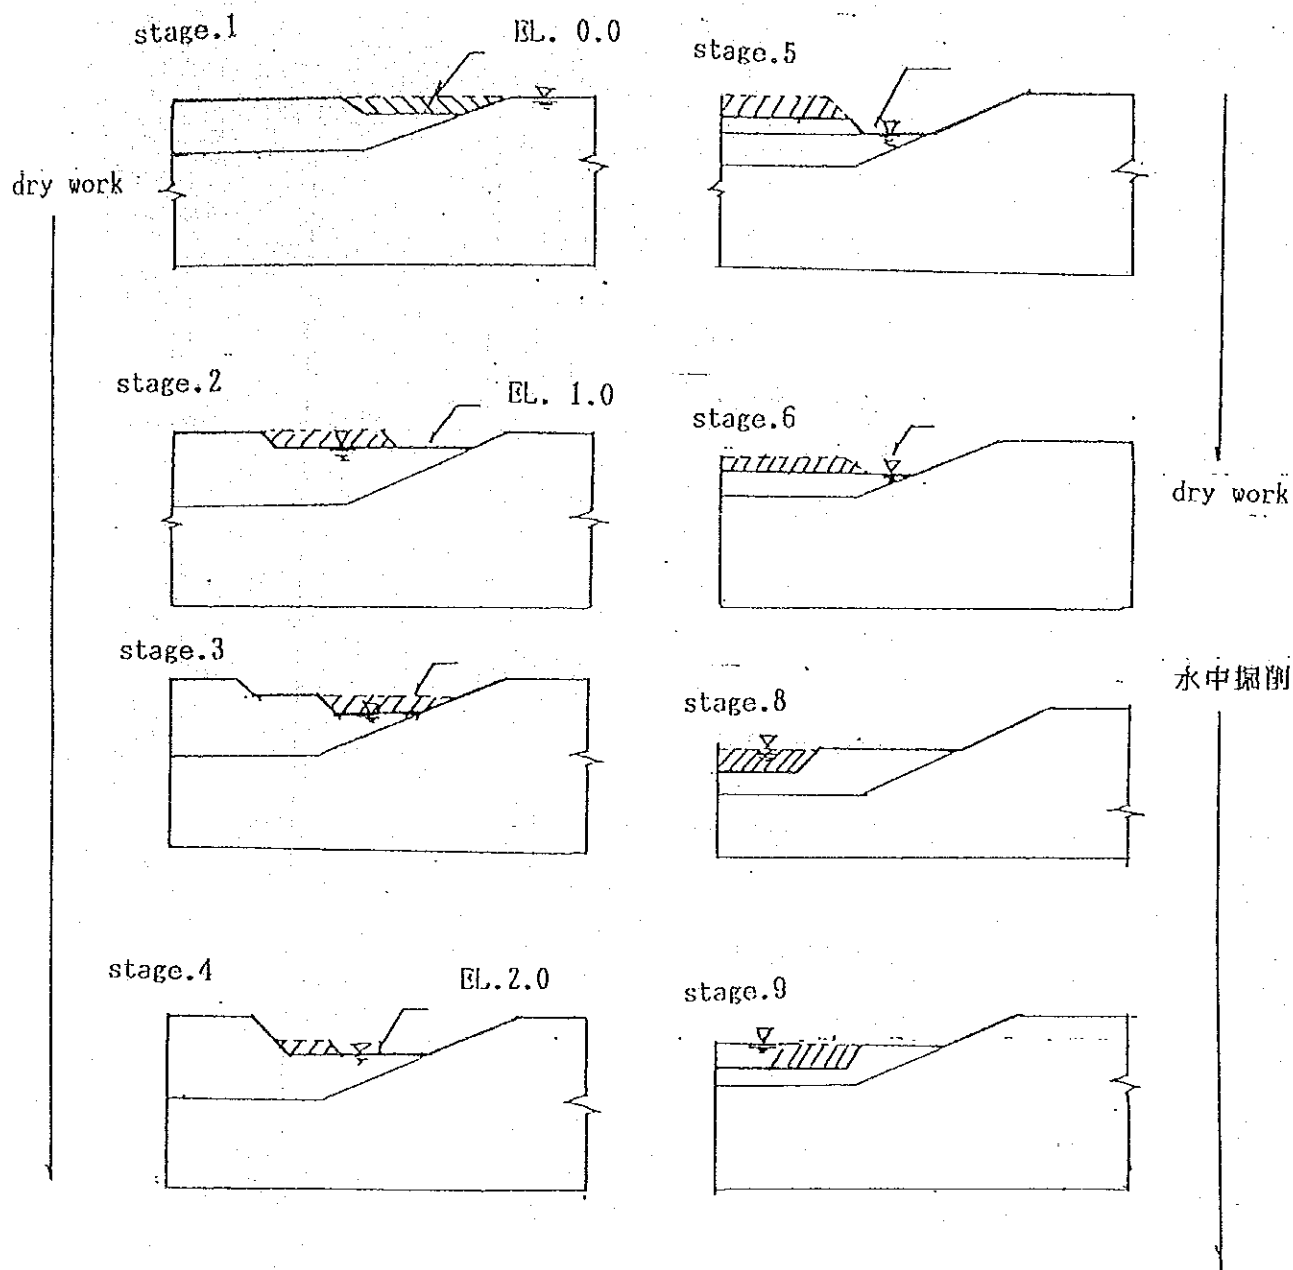 stage.1
EL. 0.0
dry work
stage.2
EL. 1.0
stage.3
stage.4
EL.2.0
stage.5
stage.6
dry work
水中掘削
stage.8
stage.9